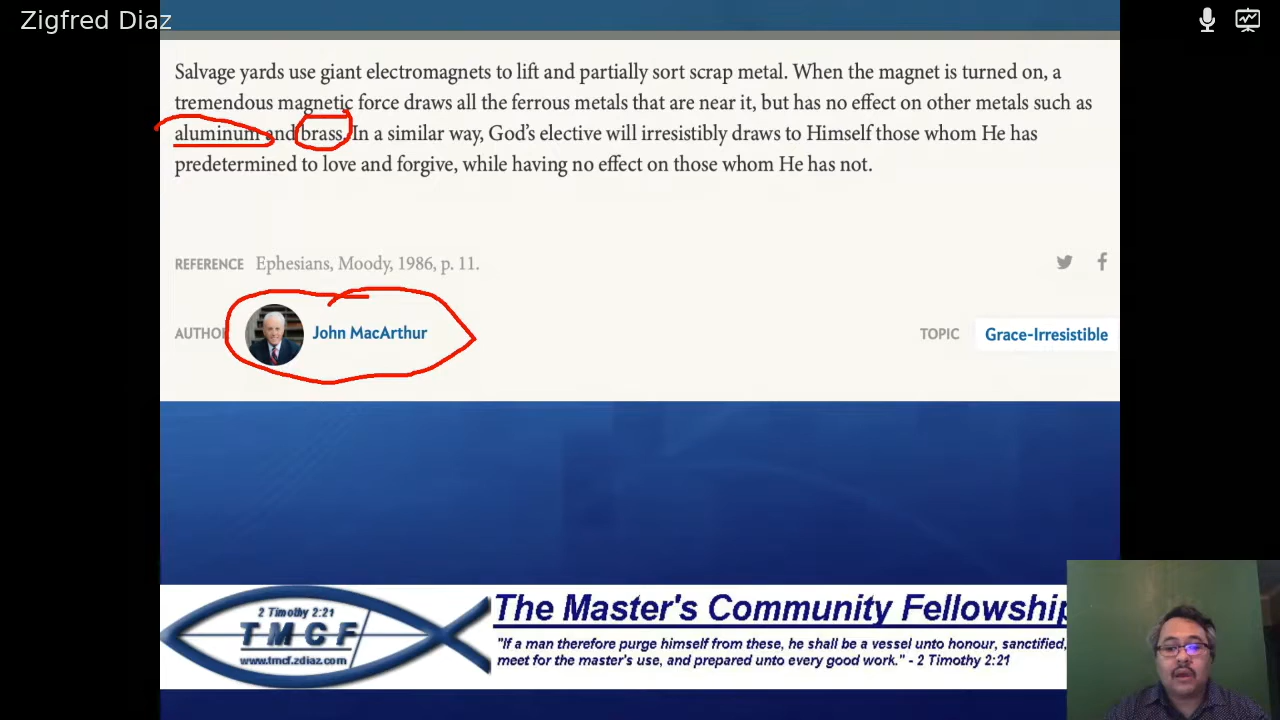 Zigfred Diaz
Salvage yards use giant electromagnets to lift and partially sort scrap metal. When the magnet is turned on, a
tremendous magnetic force draws all the ferrous metals that are near it, but has no effect on other metals such as
aluminum and brass. In a similar way, God's elective will irresistibly draws to Himself those whom He has
predetermined to love and forgive, while having no effect on those whom He has not.
REFERENCE Ephesians, Moody, 1986, p. 11.
AUTHOR John MacArthur TOPIC Grace-Irresistible
2 Timothy 2:21
TMCF
www.tmcf.zdiaz.com
The Master's Community Fellowship
"If a man therefore purge himself from these, he shall be a vessel unto honour, sanctified,
meet for the master's use, and prepared unto every good work." - 2 Timothy 2:21